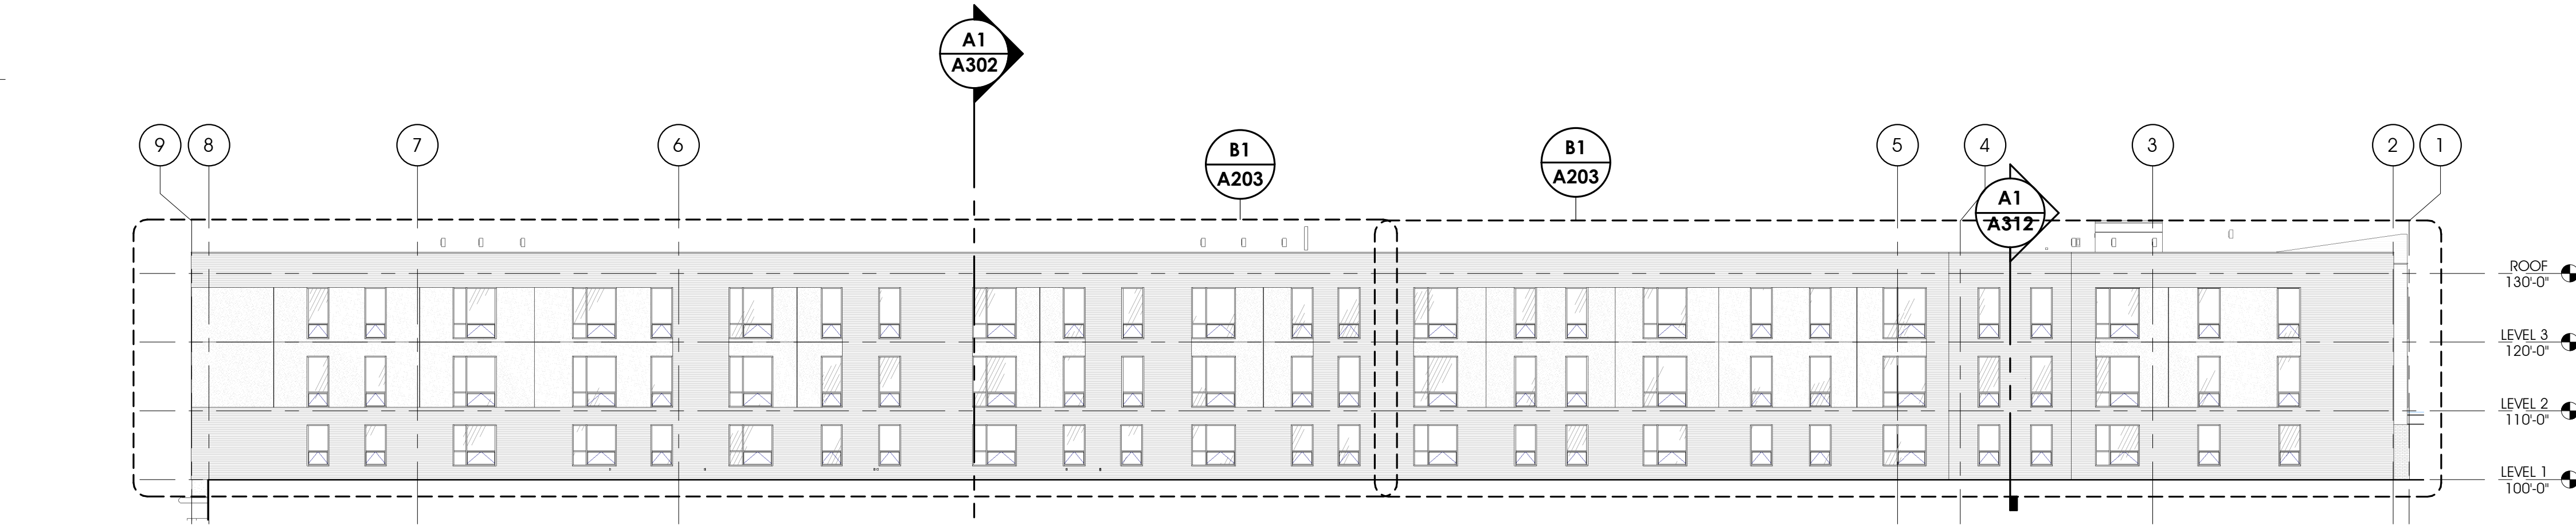 A1
A302
9
8
7
6
B1
A203
B1
A203
5
4
3
2
1
A1
A312
ROOF
130'-0"
LEVEL 3
120'-0"
LEVEL 2
110'-0"
LEVEL 1
100'-0"